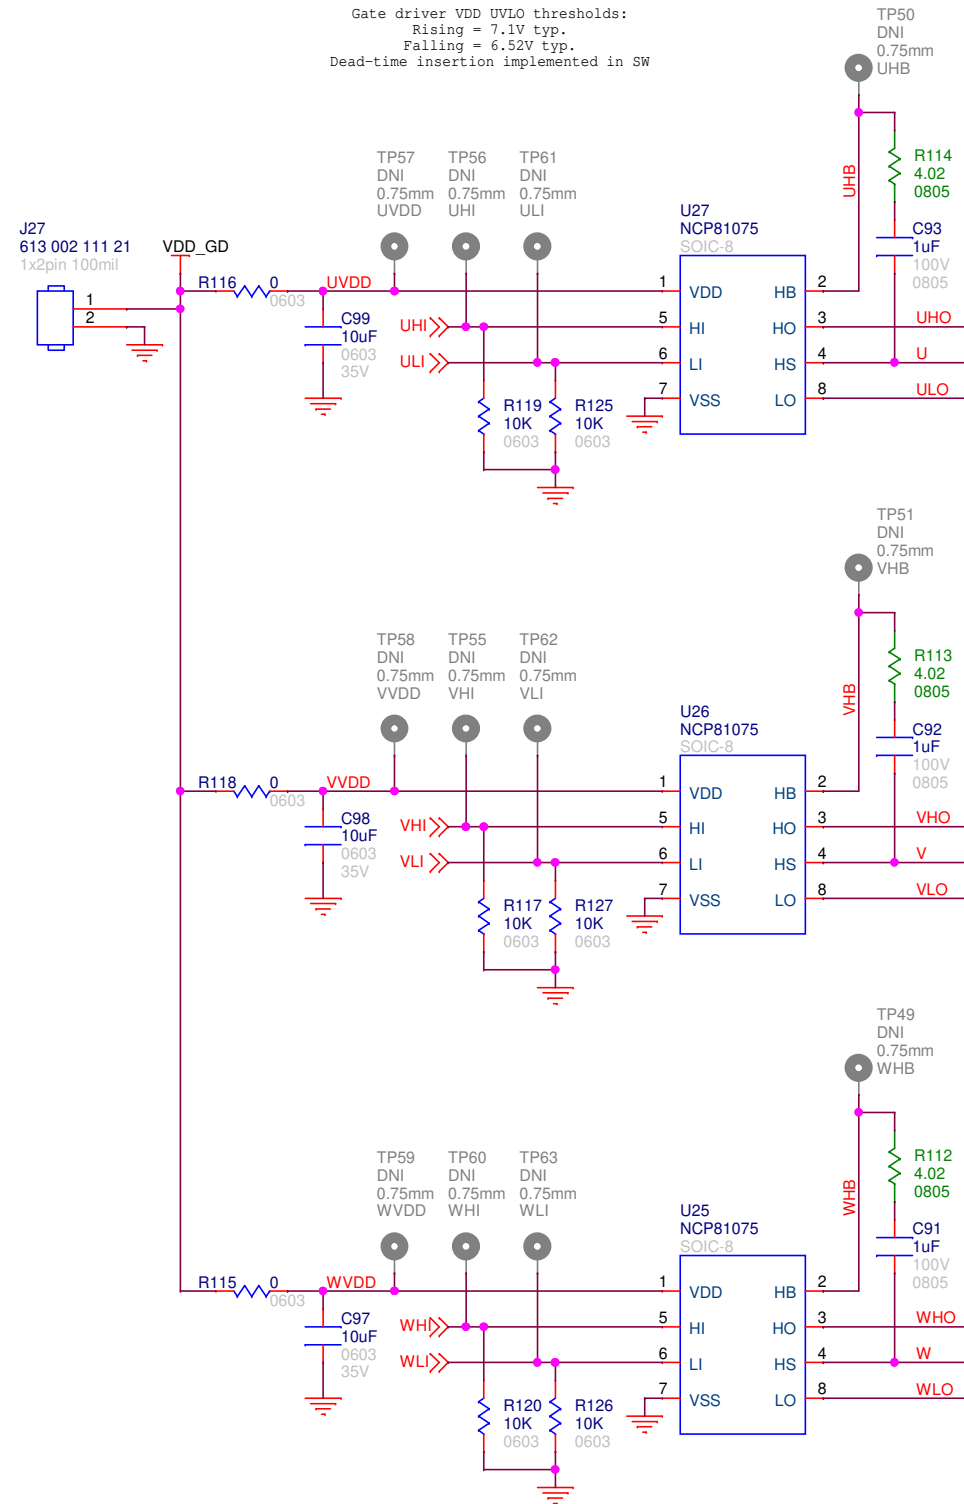 Gate driver VDD UVLO thresholds:
Rising = 7.1V typ.
Falling = 6.52V typ.
Dead-time insertion implemented in SW
TP50
DNI
0.75mm
UHB
J27
613 002 111 21
1x2pin 100mil
1
2
VDD_GD
R116
0
0603
UVDD
C99
10uF
0603
35V
TP57
DNI
0.75mm
UVDD
TP56
DNI
0.75mm
UHI
TP61
DNI
0.75mm
ULI
UHI
ULI
R119
10K
0603
R125
10K
0603
U27
NCP81075
SOIC-8
1
5
6
7
VDD
HI
LI
VSS
HB
HO
HS
LO
2
3
4
8
UHB
R114
4.02
0805
C93
1uF
100V
0805
UHO
U
ULO
TP51
DNI
0.75mm
VHB
R118
0
0603
VVDD
C98
10uF
0603
35V
TP58
DNI
0.75mm
VVDD
TP55
DNI
0.75mm
VHI
TP62
DNI
0.75mm
VLI
VHI
VLI
R117
10K
0603
R127
10K
0603
U26
NCP81075
SOIC-8
1
5
6
7
VDD
HI
LI
VSS
HB
HO
HS
LO
2
3
4
8
VHB
R113
4.02
0805
C92
1uF
100V
0805
VHO
V
VLO
TP49
DNI
0.75mm
WHB
R115
0
0603
WVDD
C97
10uF
0603
35V
TP59
DNI
0.75mm
WVDD
TP60
DNI
0.75mm
WHI
TP63
DNI
0.75mm
WLI
WHI
WLI
R120
10K
0603
R126
10K
0603
U25
NCP81075
SOIC-8
1
5
6
7
VDD
HI
LI
VSS
HB
HO
HS
LO
2
3
4
8
WHB
R112
4.02
0805
C91
1uF
100V
0805
WHO
W
WLO